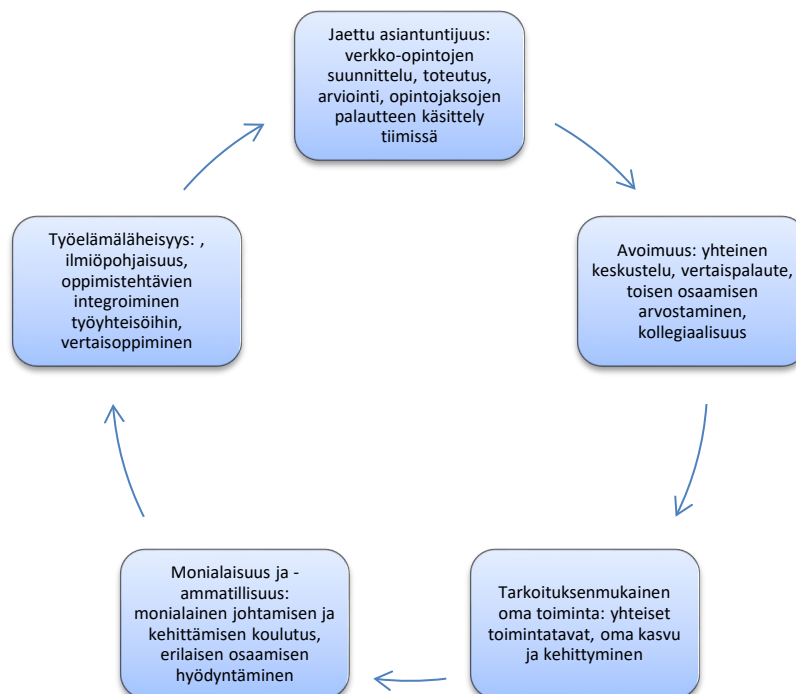 Jaettu asiantuntijuus:
verkko-opintojen
suunnittelu, toteutus,
arviointi, opintojaksojen
palautteen käsittely
tiimissä
Avoimuus: yhteinen
keskustelu, vertaispalaute,
toisen osaamisen
arvostaminen,
kollegiaalisuus
Tarkoituksenmukainen
oma toiminta: yhteiset
toimintatavat, oma kasvu
ja kehittyminen
Monialaisuus ja -
ammatillisuus:
monialainen johtamisen ja
kehittämisen koulutus,
erilaisen osaamisen
hyödyntäminen
Työelämäläheisyys: ,
ilmiöpohjaisuus,
oppimistehtävien
integroiminen
työyhteisöihin,
vertaisoppiminen